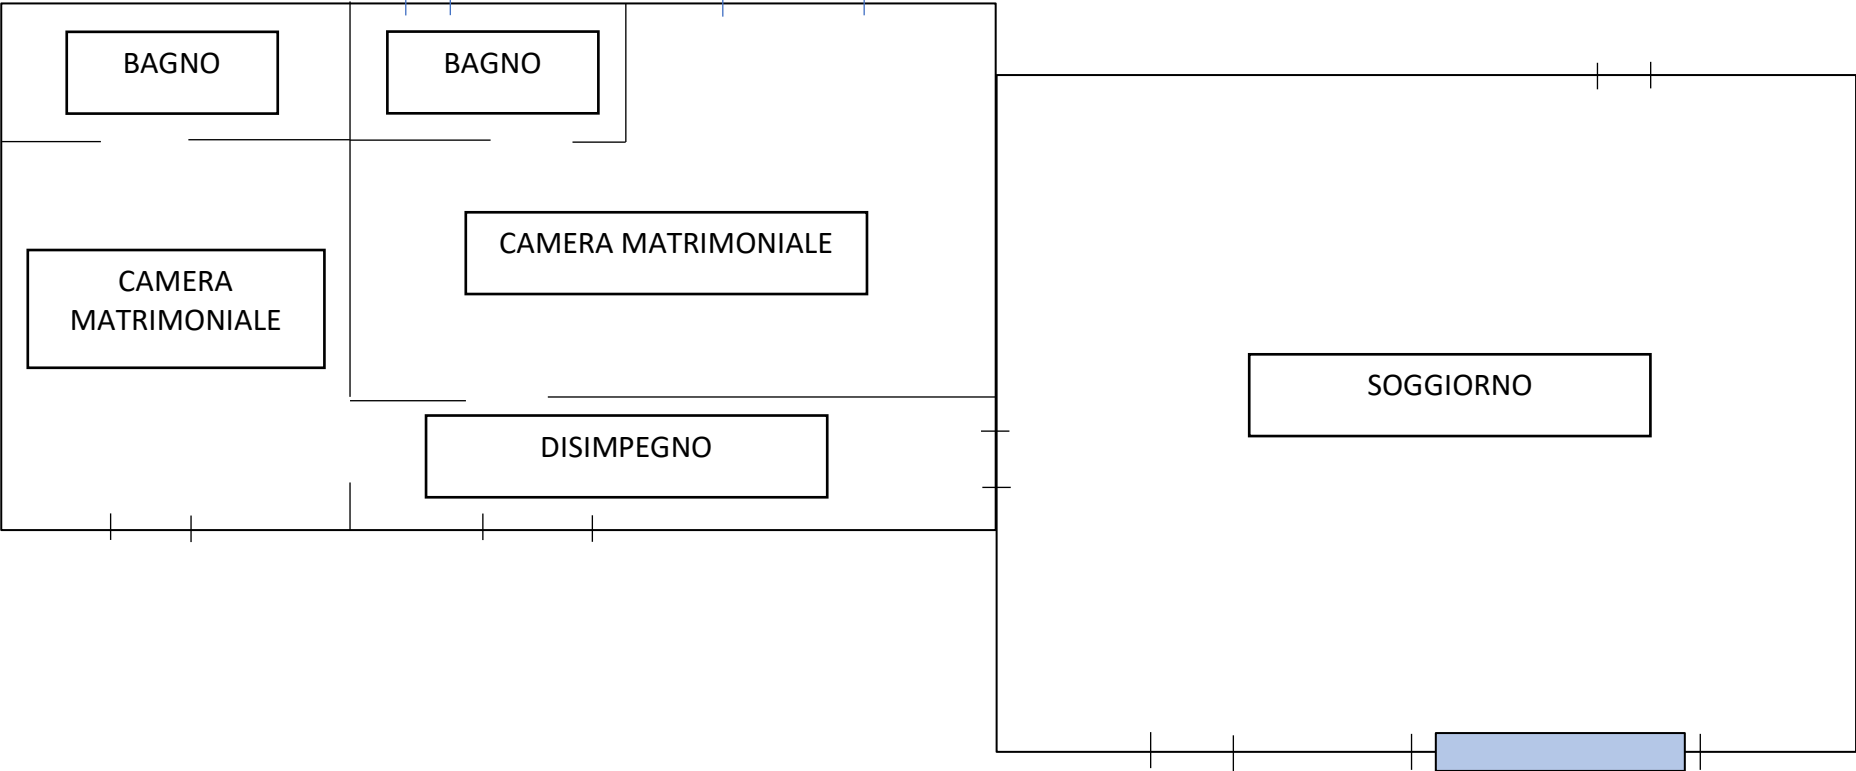 BAGNO
BAGNO
CAMERA MATRIMONIALE
CAMERA
MATRIMONIALE
SOGGIORNO
DISIMPEGNO